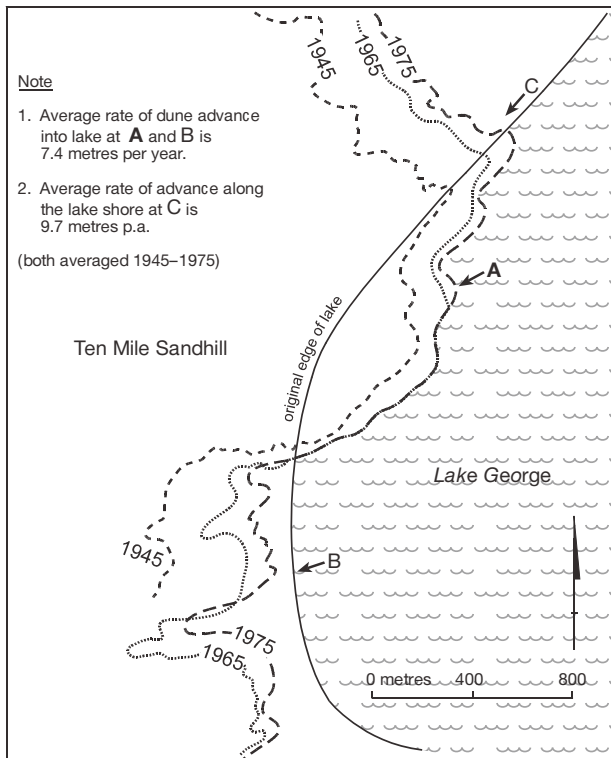 1945
1965
1975
C
Note
1. Average rate of dune advance
into lake at A and B is
7.4 metres per year.
2. Average rate of advance along
the lake shore at C is
9.7 metres p.a.
(both averaged 1945–1975)
A
Ten Mile Sandhill
original edge of lake
Lake George
1945
B
1975
1965
0 metres 400 800